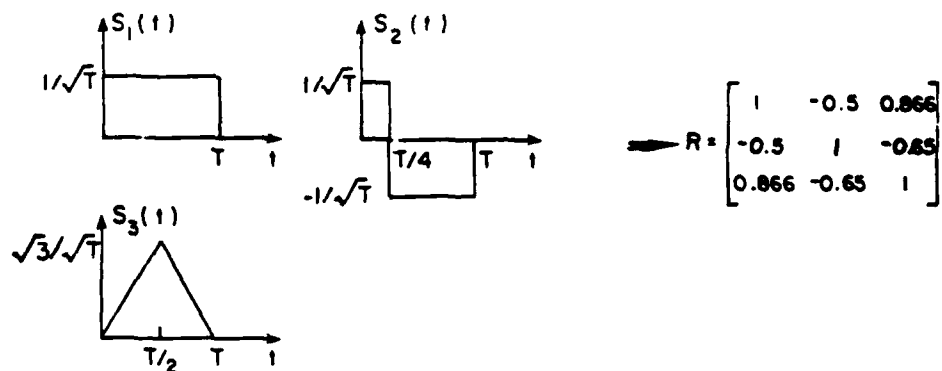 S₁(t)
1/√T
T t
S₂(t)
1/√T
T/4 T t
-1/√T
S₃(t)
√3/√T
T/2 T t
R =
1 -0.5 0.866
-0.5 1 -0.65
0.866 -0.65 1